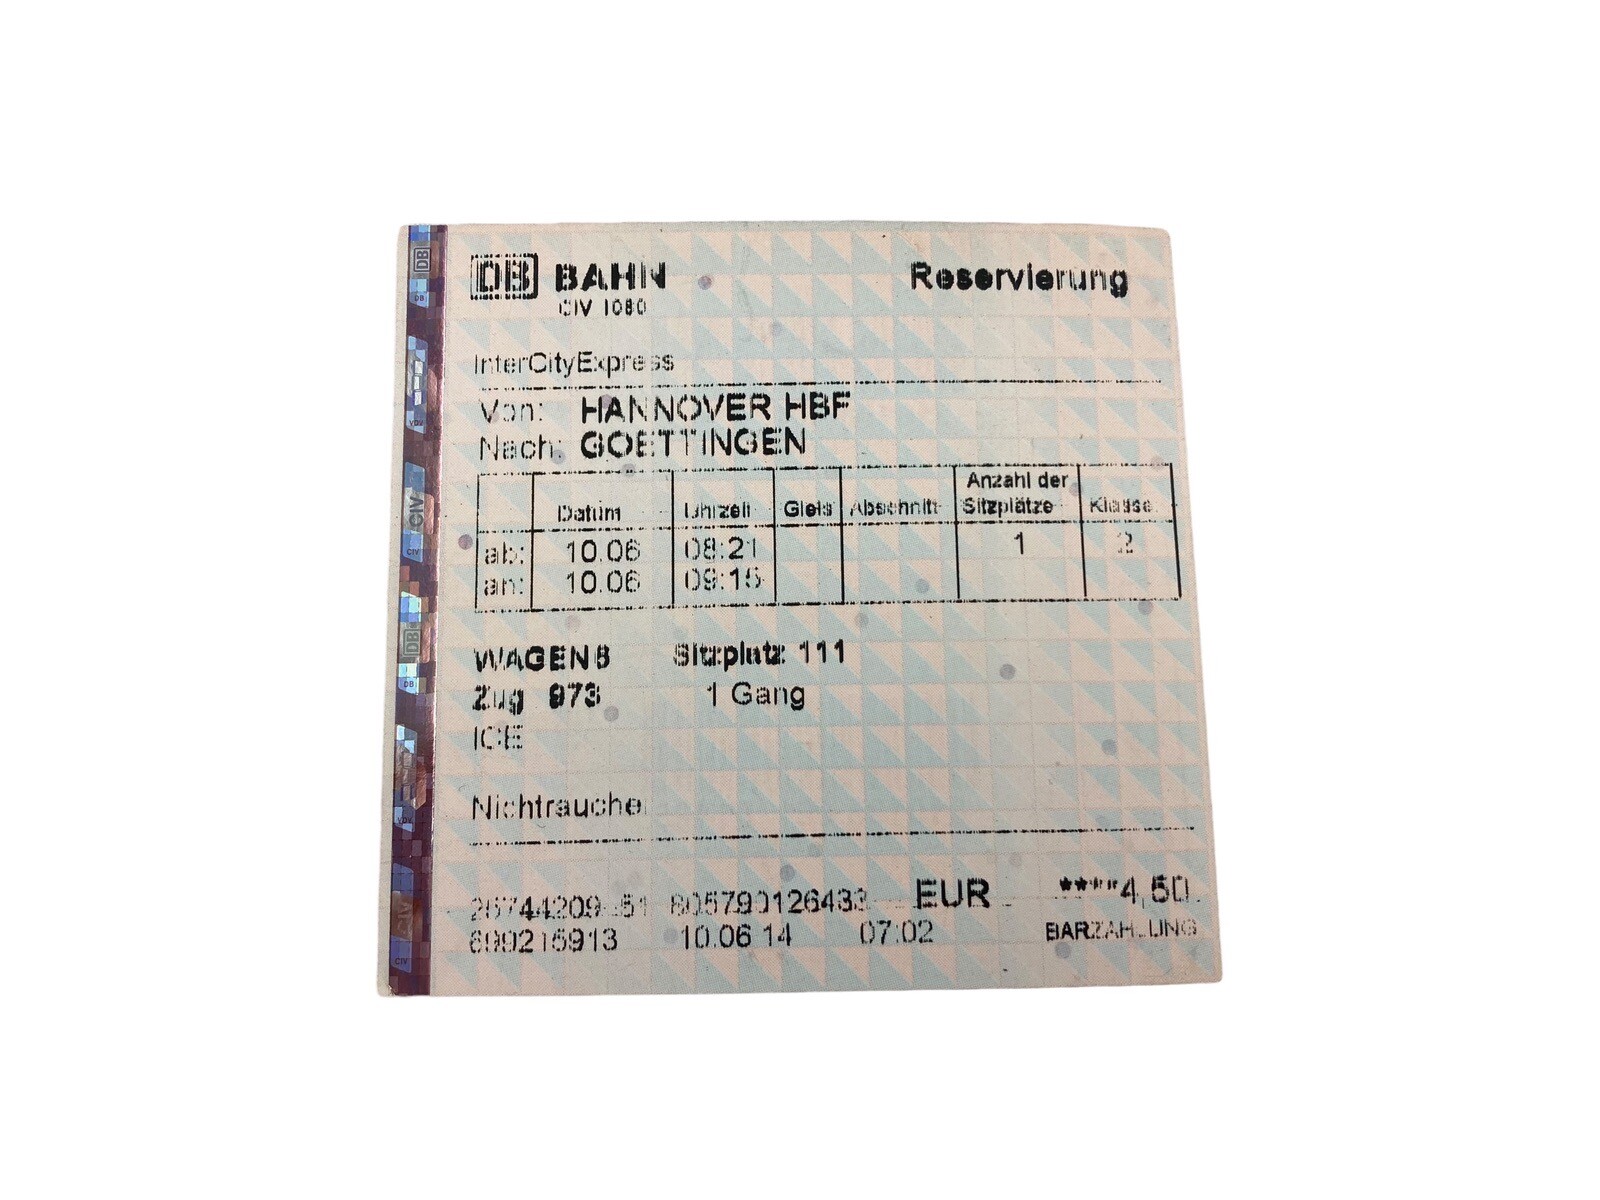 DB BAHN Reservierung
CIV 1080
InterCityExpress
Von: HANNOVER HBF
Nach: GOETTINGEN
Datum Uhrzeit Gleis Abschnitt Anzahl der Sitzplätze Klasse
ab: 10.06 08:21 1 2
an: 10.06 09:15
WAGEN 8 Sitzplatz 111
Zug 973 1 Gang
ICE
Nichtraucher
EUR ****4,50
699215913 10.06.14 07:02 BARZAHLUNG